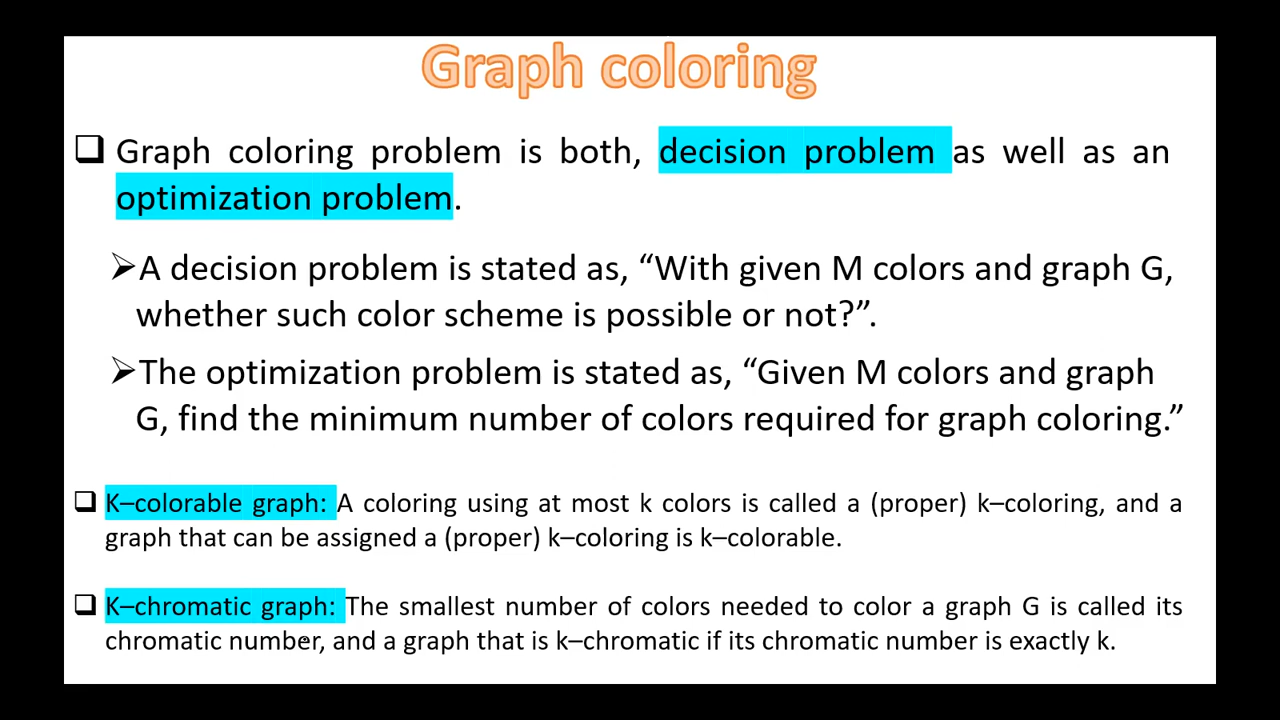 Graph coloring
Graph coloring problem is both, decision problem as well as an
optimization problem.
A decision problem is stated as, “With given M colors and graph G,
whether such color scheme is possible or not?”.
The optimization problem is stated as, “Given M colors and graph
G, find the minimum number of colors required for graph coloring.”
K–colorable graph: A coloring using at most k colors is called a (proper) k–coloring, and a
graph that can be assigned a (proper) k–coloring is k–colorable.
K–chromatic graph: The smallest number of colors needed to color a graph G is called its
chromatic number, and a graph that is k–chromatic if its chromatic number is exactly k.